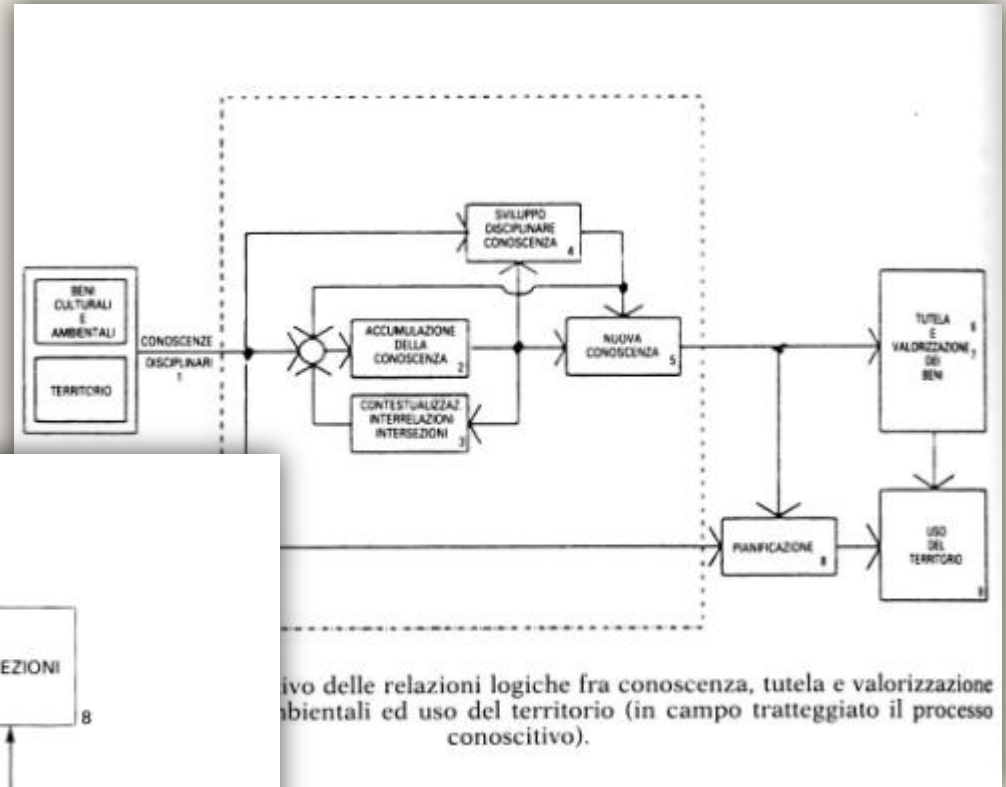 SVILUPPO
DISCIPLINARE
CONOSCENZA
4
BENI
CULTURALI
E
AMBIENTALI
TERRITORIO
CONOSCENZE
DISCIPLINARI
1
ACCUMULAZIONE
DELLA
CONOSCENZA
2
CONTESTUALIZZAZ.
INTERRELAZIONI
INTERSEZIONI
3
NUOVA
CONOSCENZA
5
TUTELA
E
VALORIZZAZIONE
DEI
BENI
6
7
PIANIFICAZIONE
8
USO
DEL
TERRITORIO
9
EZIONI
8
ivo delle relazioni logiche fra conoscenza, tutela e valorizzazione
bientali ed uso del territorio (in campo tratteggiato il processo
conoscitivo).